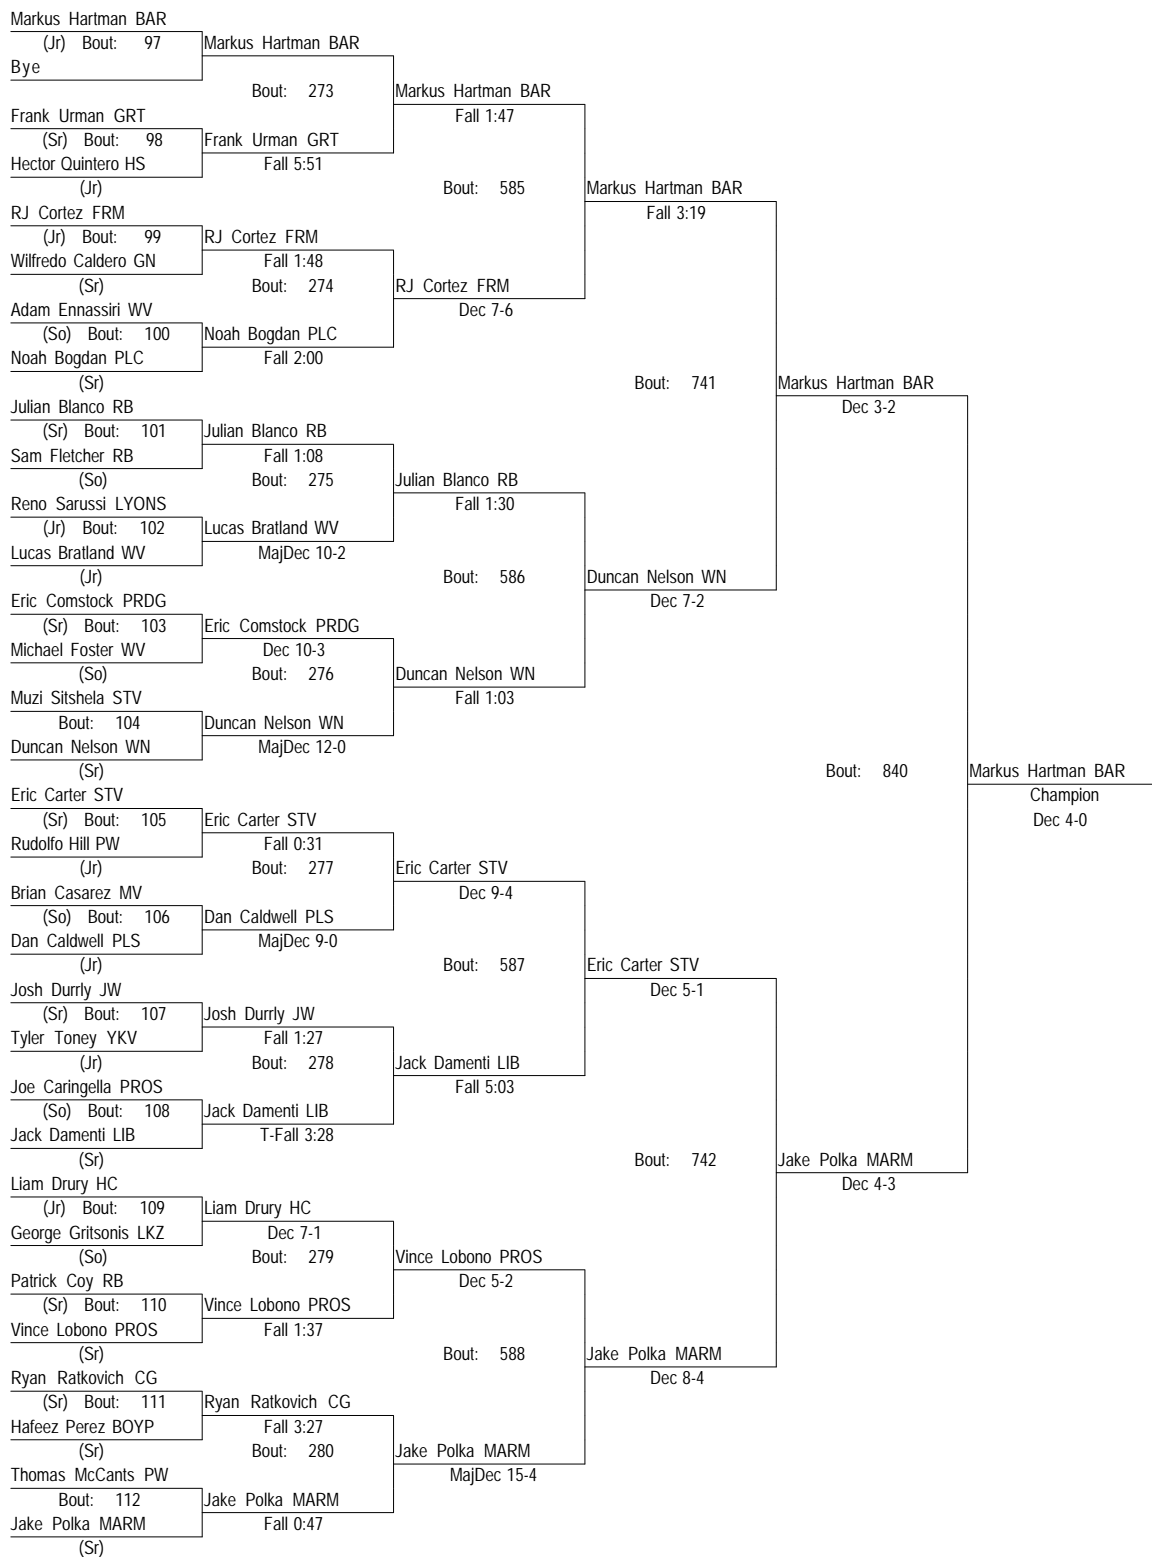 Markus Hartman BAR
(Jr) Bout: 97 Markus Hartman BAR
Bye
Bout: 273 Markus Hartman BAR
Frank Urman GRT Fall 1:47
(Sr) Bout: 98 Frank Urman GRT
Hector Quintero HS Fall 5:51
(Jr) Bout: 585 Markus Hartman BAR
RJ Cortez FRM Fall 3:19
(Jr) Bout: 99 RJ Cortez FRM
Wilfredo Caldero GN Fall 1:48
(Sr) Bout: 274 RJ Cortez FRM
Adam Ennassiri WV Dec 7-6
(So) Bout: 100 Noah Bogdan PLC
Noah Bogdan PLC Fall 2:00
(Sr) Bout: 741 Markus Hartman BAR
Julian Blanco RB Dec 3-2
(Sr) Bout: 101 Julian Blanco RB
Sam Fletcher RB Fall 1:08
(So) Bout: 275 Julian Blanco RB
Reno Sarussi LYONS Fall 1:30
(Jr) Bout: 102 Lucas Bratland WV
Lucas Bratland WV MajDec 10-2
(Jr) Bout: 586 Duncan Nelson WN
Eric Comstock PRDG Dec 7-2
(Sr) Bout: 103 Eric Comstock PRDG
Michael Foster WV Dec 10-3
(So) Bout: 276 Duncan Nelson WN
Muzi Sitshela STV Fall 1:03
Bout: 104 Duncan Nelson WN
Duncan Nelson WN MajDec 12-0
(Sr) Bout: 840 Markus Hartman BAR
Eric Carter STV Champion
(Sr) Bout: 105 Eric Carter STV Dec 4-0
Rudolfo Hill PW Fall 0:31
(Jr) Bout: 277 Eric Carter STV
Brian Casarez MV Dec 9-4
(So) Bout: 106 Dan Caldwell PLS
Dan Caldwell PLS MajDec 9-0
(Jr) Bout: 587 Eric Carter STV
Josh Durrly JW Dec 5-1
(Sr) Bout: 107 Josh Durrly JW
Tyler Toney YKV Fall 1:27
(Jr) Bout: 278 Jack Damenti LIB
Joe Caringella PROS Fall 5:03
(So) Bout: 108 Jack Damenti LIB
Jack Damenti LIB T-Fall 3:28
(Sr) Bout: 742 Jake Polka MARM
Liam Drury HC Dec 4-3
(Jr) Bout: 109 Liam Drury HC
George Gritsonis LKZ Dec 7-1
(So) Bout: 279 Vince Lobono PROS
Patrick Coy RB Dec 5-2
(Sr) Bout: 110 Vince Lobono PROS
Vince Lobono PROS Fall 1:37
(Sr) Bout: 588 Jake Polka MARM
Ryan Ratkovich CG Dec 8-4
(Sr) Bout: 111 Ryan Ratkovich CG
Hafeez Perez BOYP Fall 3:27
(Sr) Bout: 280 Jake Polka MARM
Thomas McCants PW MajDec 15-4
Bout: 112 Jake Polka MARM
Jake Polka MARM Fall 0:47
(Sr)